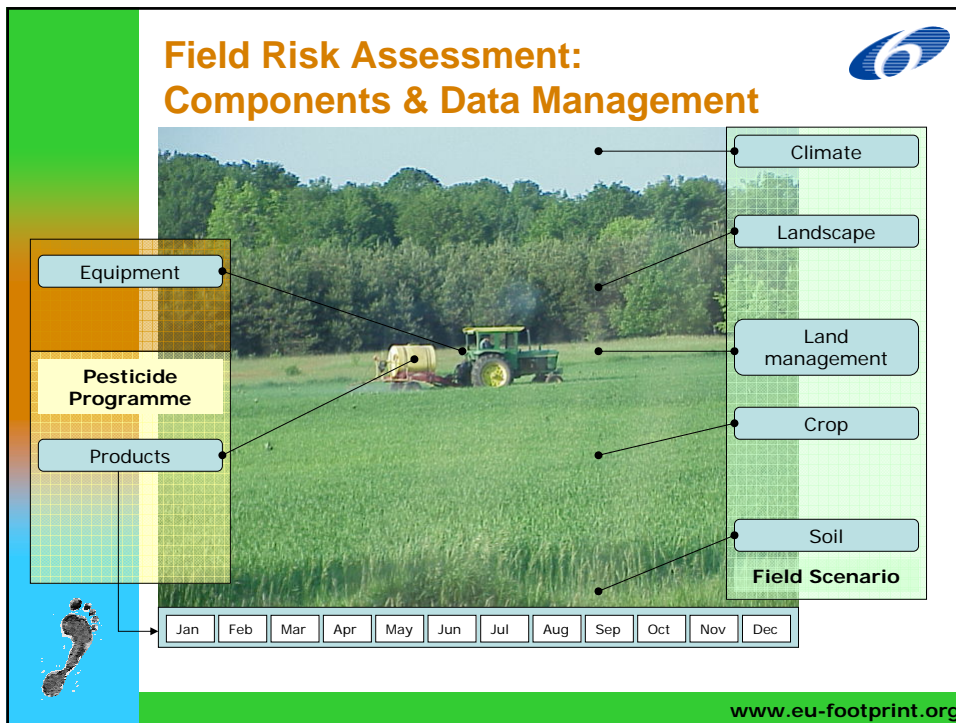 Field Risk Assessment:
Components & Data Management
6
Climate
Landscape
Equipment
Land
management
Pesticide
Programme
Crop
Products
Soil
Field Scenario
Jan Feb Mar Apr May Jun Jul Aug Sep Oct Nov Dec
www.eu-footprint.org